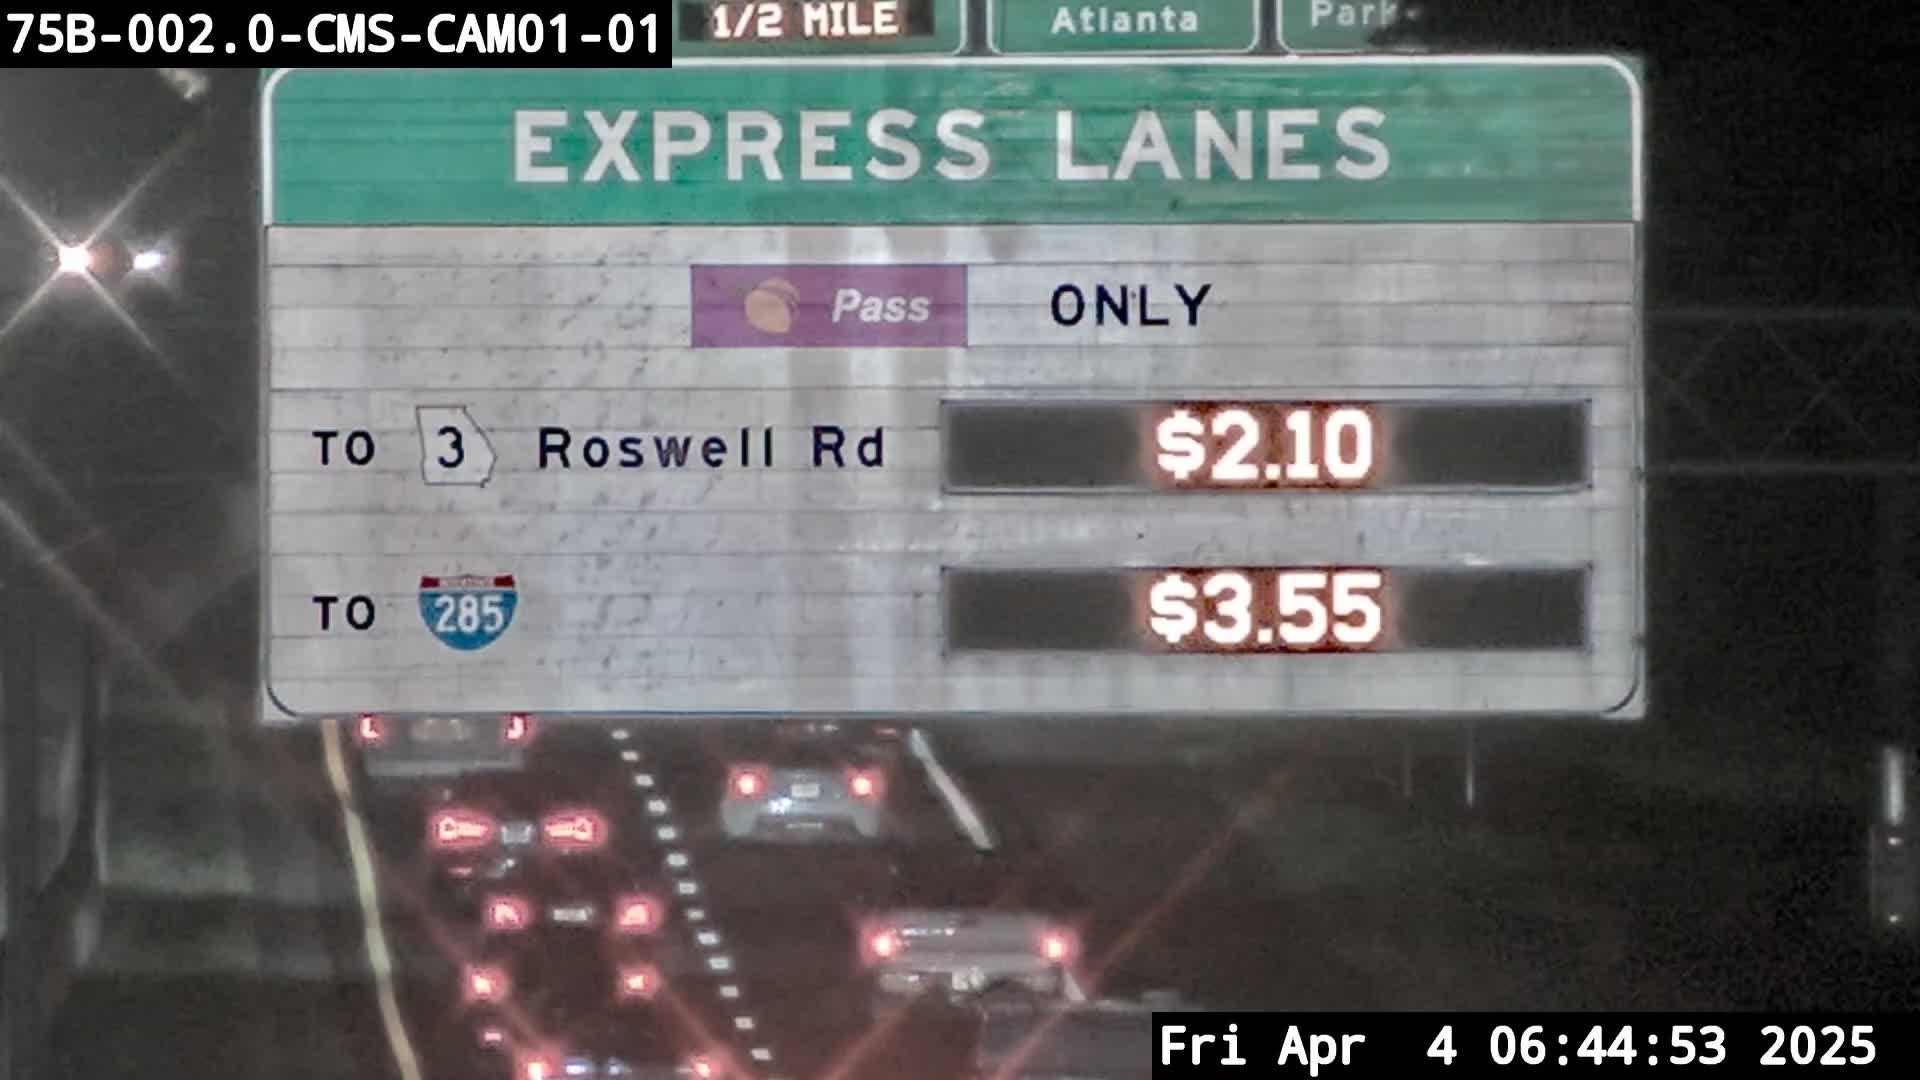 75B-002.0-CMS-CAM01-01
1/2 MILE
Atlanta
Park
EXPRESS LANES
Pass ONLY
TO 3 Roswell Rd $2.10
TO 285 $3.55
Fri Apr 4 06:44:53 2025